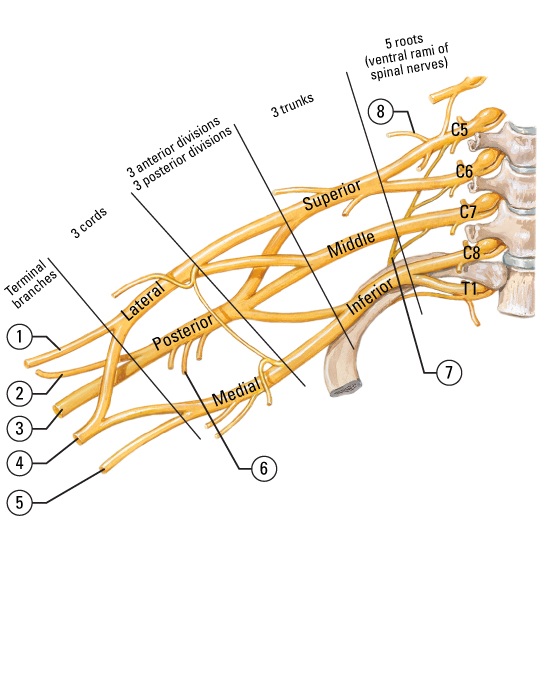 5 roots
(ventral rami of
spinal nerves)
3 trunks
3 anterior divisions
3 posterior divisions
3 cords
Terminal
branches
8
C5
C6
C7
C8
T1
Superior
Middle
Inferior
Lateral
Posterior
Medial
1
2
3
4
5
6
7